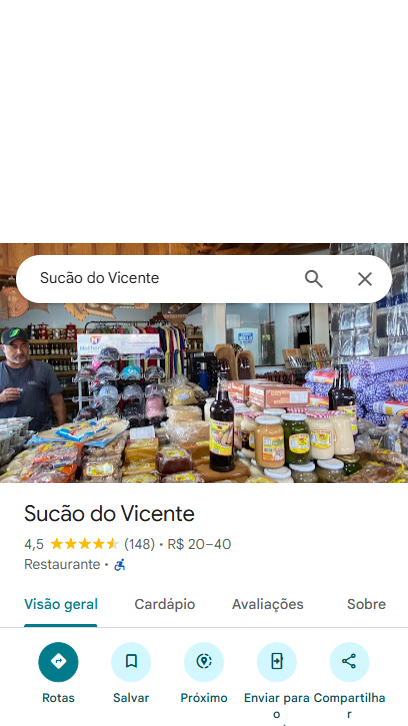 Sucão do Vicente
Sucão do Vicente
4,5 (148) • R$ 20–40
Restaurante •
Visão geral Cardápio Avaliações Sobre
Rotas Salvar Próximo Enviar para o Compartilhar